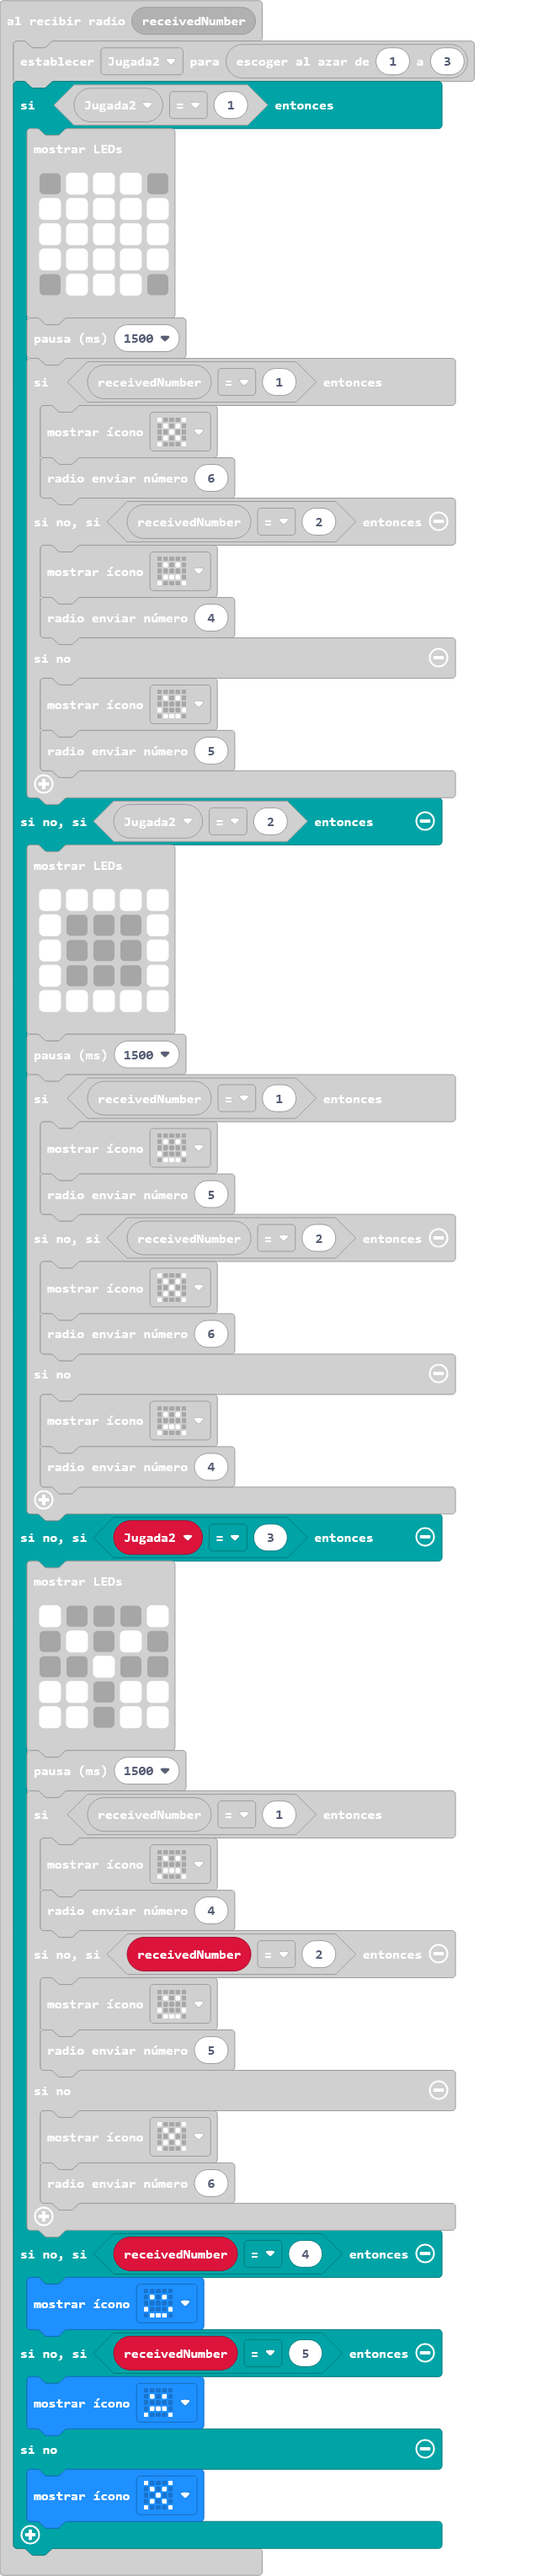 al recibir radio receivedNumber
establecer Jugada2 para escoger al azar de 1 a 3
si Jugada2 = 1 entonces
mostrar LEDs
pausa (ms) 1500
si receivedNumber = 1 entonces
mostrar ícono
radio enviar número 6
si no, si receivedNumber = 2 entonces
mostrar ícono
radio enviar número 4
si no
mostrar ícono
radio enviar número 5
si no, si Jugada2 = 2 entonces
mostrar LEDs
pausa (ms) 1500
si receivedNumber = 1 entonces
mostrar ícono
radio enviar número 5
si no, si receivedNumber = 2 entonces
mostrar ícono
radio enviar número 6
si no
mostrar ícono
radio enviar número 4
si no, si Jugada2 = 3 entonces
mostrar LEDs
pausa (ms) 1500
si receivedNumber = 1 entonces
mostrar ícono
radio enviar número 4
si no, si receivedNumber = 2 entonces
mostrar ícono
radio enviar número 5
si no
mostrar ícono
radio enviar número 6
si no, si receivedNumber = 4 entonces
mostrar ícono
si no, si receivedNumber = 5 entonces
mostrar ícono
si no
mostrar ícono